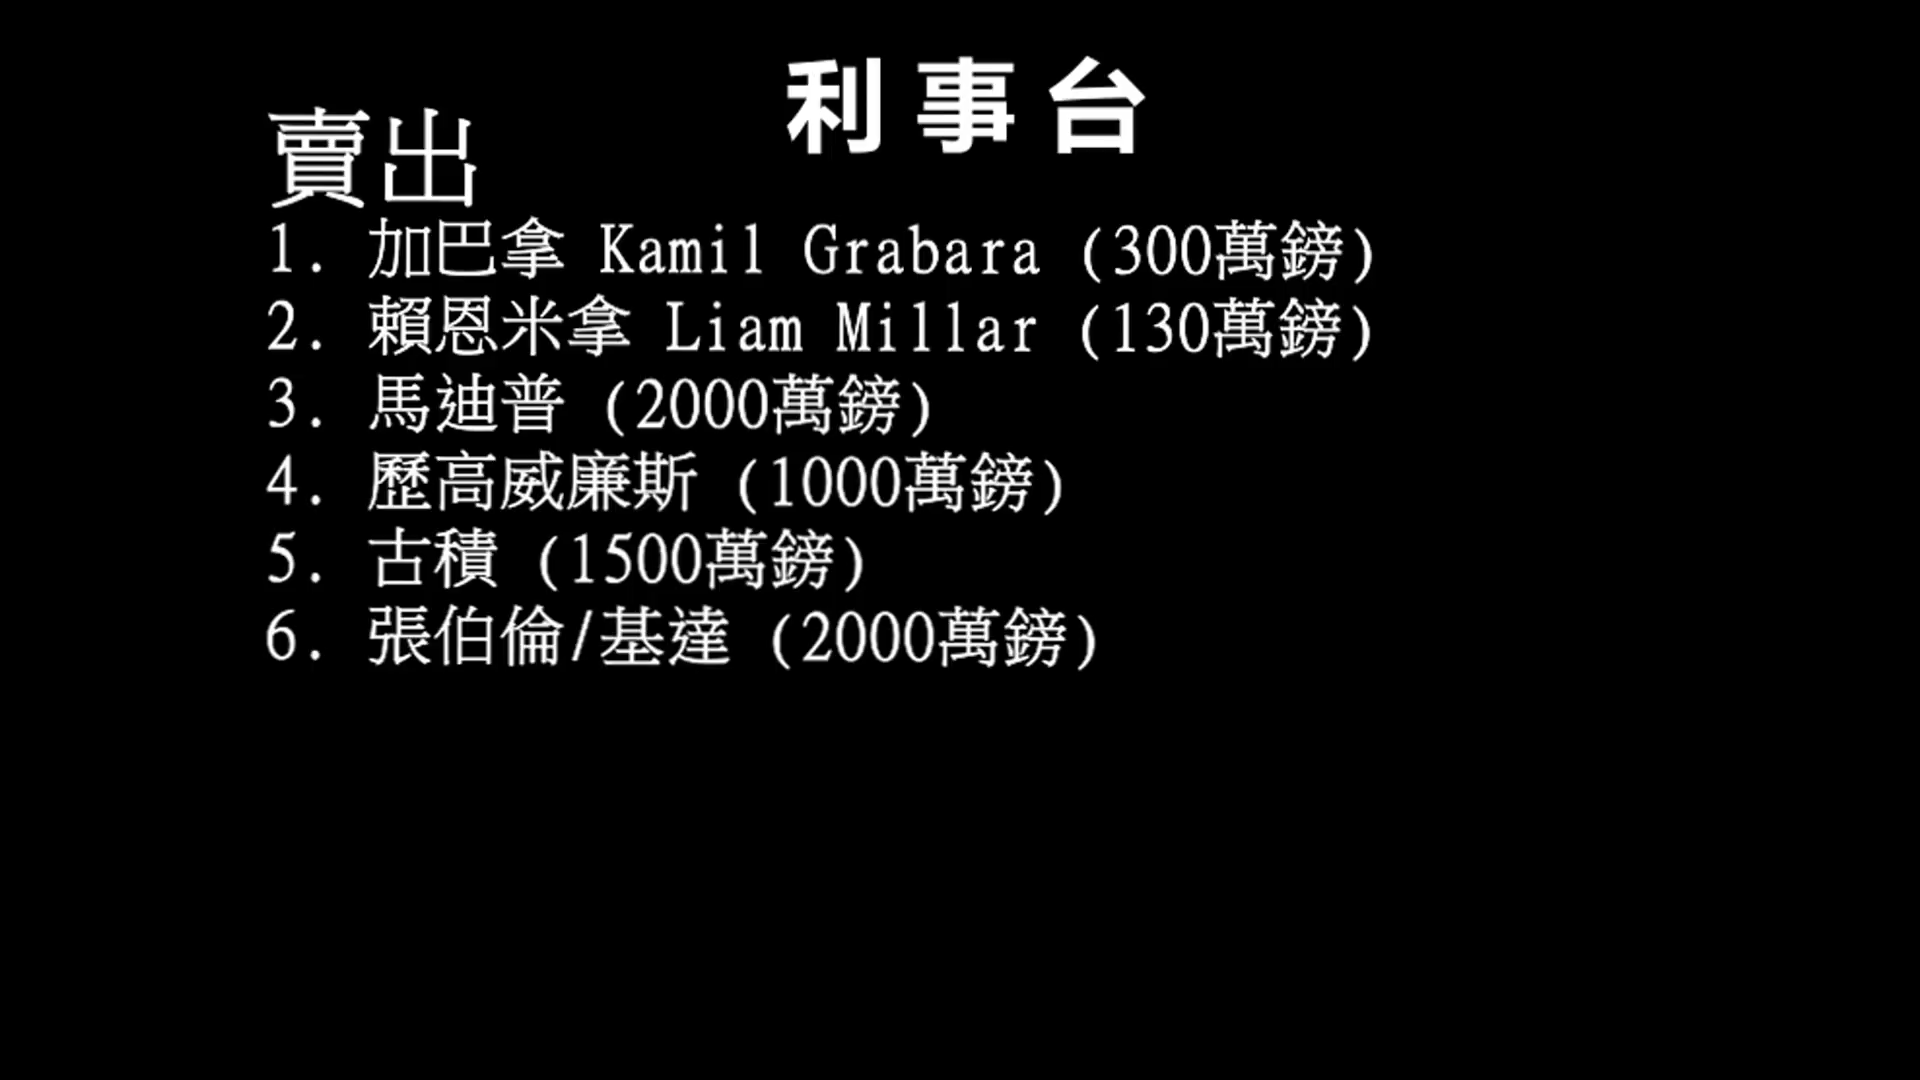 利事台
賣出
1. 加巴拿 Kamil Grabara (300萬鎊)
2. 賴恩米拿 Liam Millar (130萬鎊)
3. 馬迪普 (2000萬鎊)
4. 歷高威廉斯 (1000萬鎊)
5. 古積 (1500萬鎊)
6. 張伯倫/基達 (2000萬鎊)